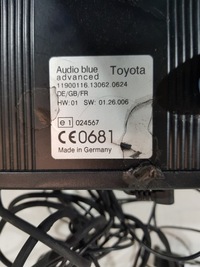 Audio blue Toyota
advanced
11900116.13062.0624
DE/GB/FR
HW: 01 SW: 01.26.006
e1 024567
CE0681
Made in Germany